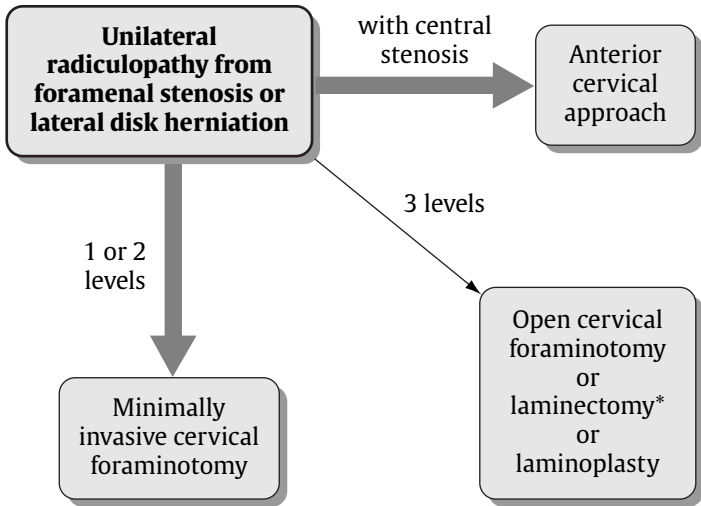 Unilateral
radiculopathy from
foramenal stenosis or
lateral disk herniation
with central
stenosis
Anterior
cervical
approach
3 levels
1 or 2
levels
Open cervical
foraminotomy
or
laminectomy*
or
laminoplasty
Minimally
invasive cervical
foraminotomy